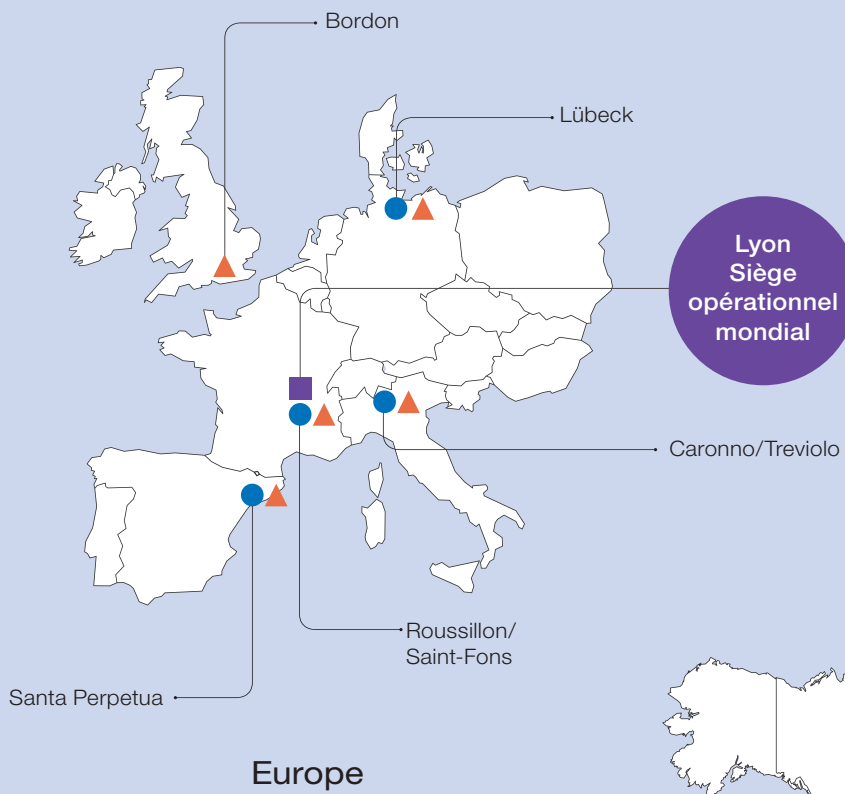 Bordon
Lübeck
Lyon
Siège
opérationnel
mondial
Caronno/Treviolo
Roussillon/
Saint-Fons
Santa Perpetua
Europe